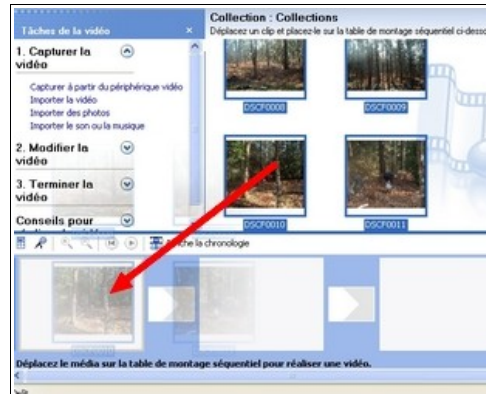 Tâches de la vidéo
1. Capturer la
vidéo
Capturer à partir du périphérique vidéo
Importer la vidéo
Importer des photos
Importer le son ou la musique
2. Modifier la
vidéo
3. Terminer la
vidéo
Conseils pour
Collection : Collections
Déplacez un clip et placez-le sur la table de montage séquentiel ci-desso
DSCF0008
DSCF0009
DSCF0010
DSCF0011
la chronologie
Déplacez le média sur la table de montage séquentiel pour réaliser une vidéo.